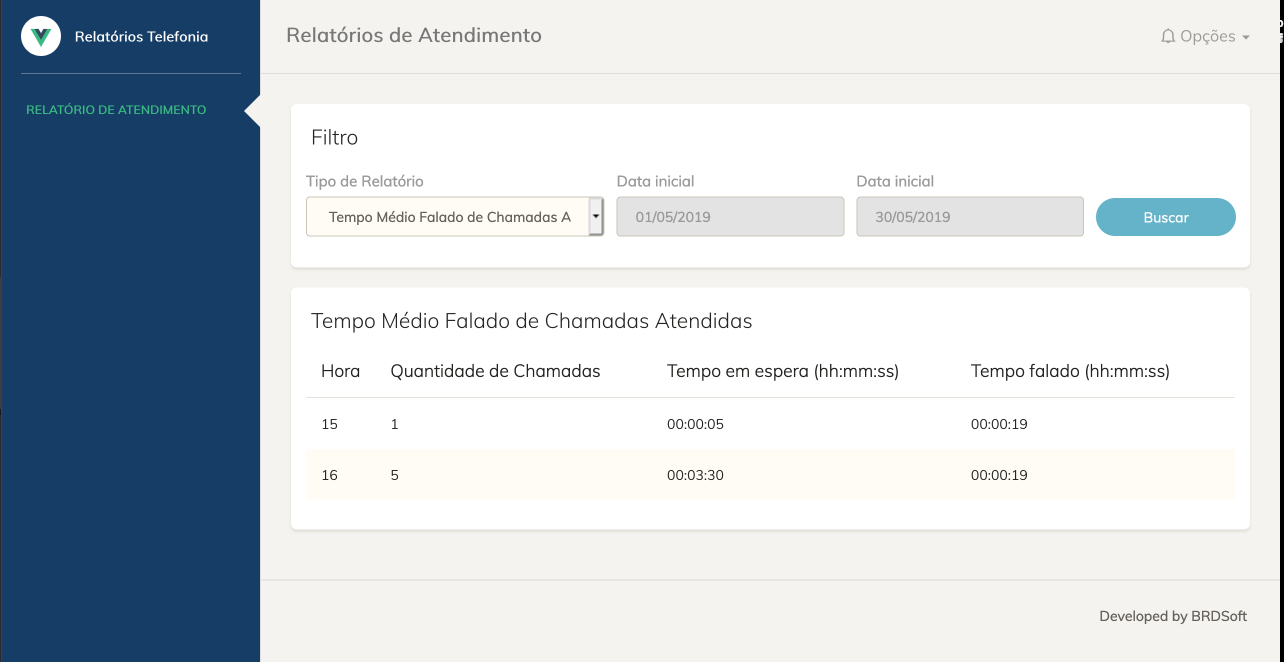 Relatórios Telefonia
RELATÓRIO DE ATENDIMENTO
Relatórios de Atendimento
Opções
Filtro
Tipo de Relatório Data inicial Data inicial
Tempo Médio Falado de Chamadas A 01/05/2019 30/05/2019 Buscar
Tempo Médio Falado de Chamadas Atendidas
Hora Quantidade de Chamadas Tempo em espera (hh:mm:ss) Tempo falado (hh:mm:ss)
15 1 00:00:05 00:00:19
16 5 00:03:30 00:00:19
Developed by BRDSoft